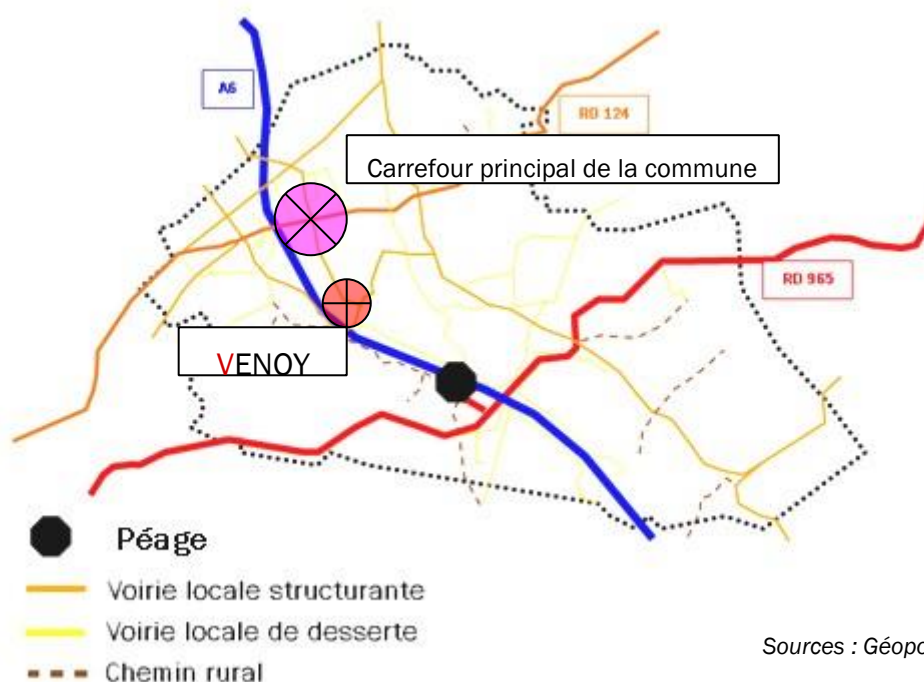 A6
RD 124
Carrefour principal de la commune
RD 965
VENOY
Péage
Voirie locale structurante
Voirie locale de desserte
Chemin rural
Sources : Géopo